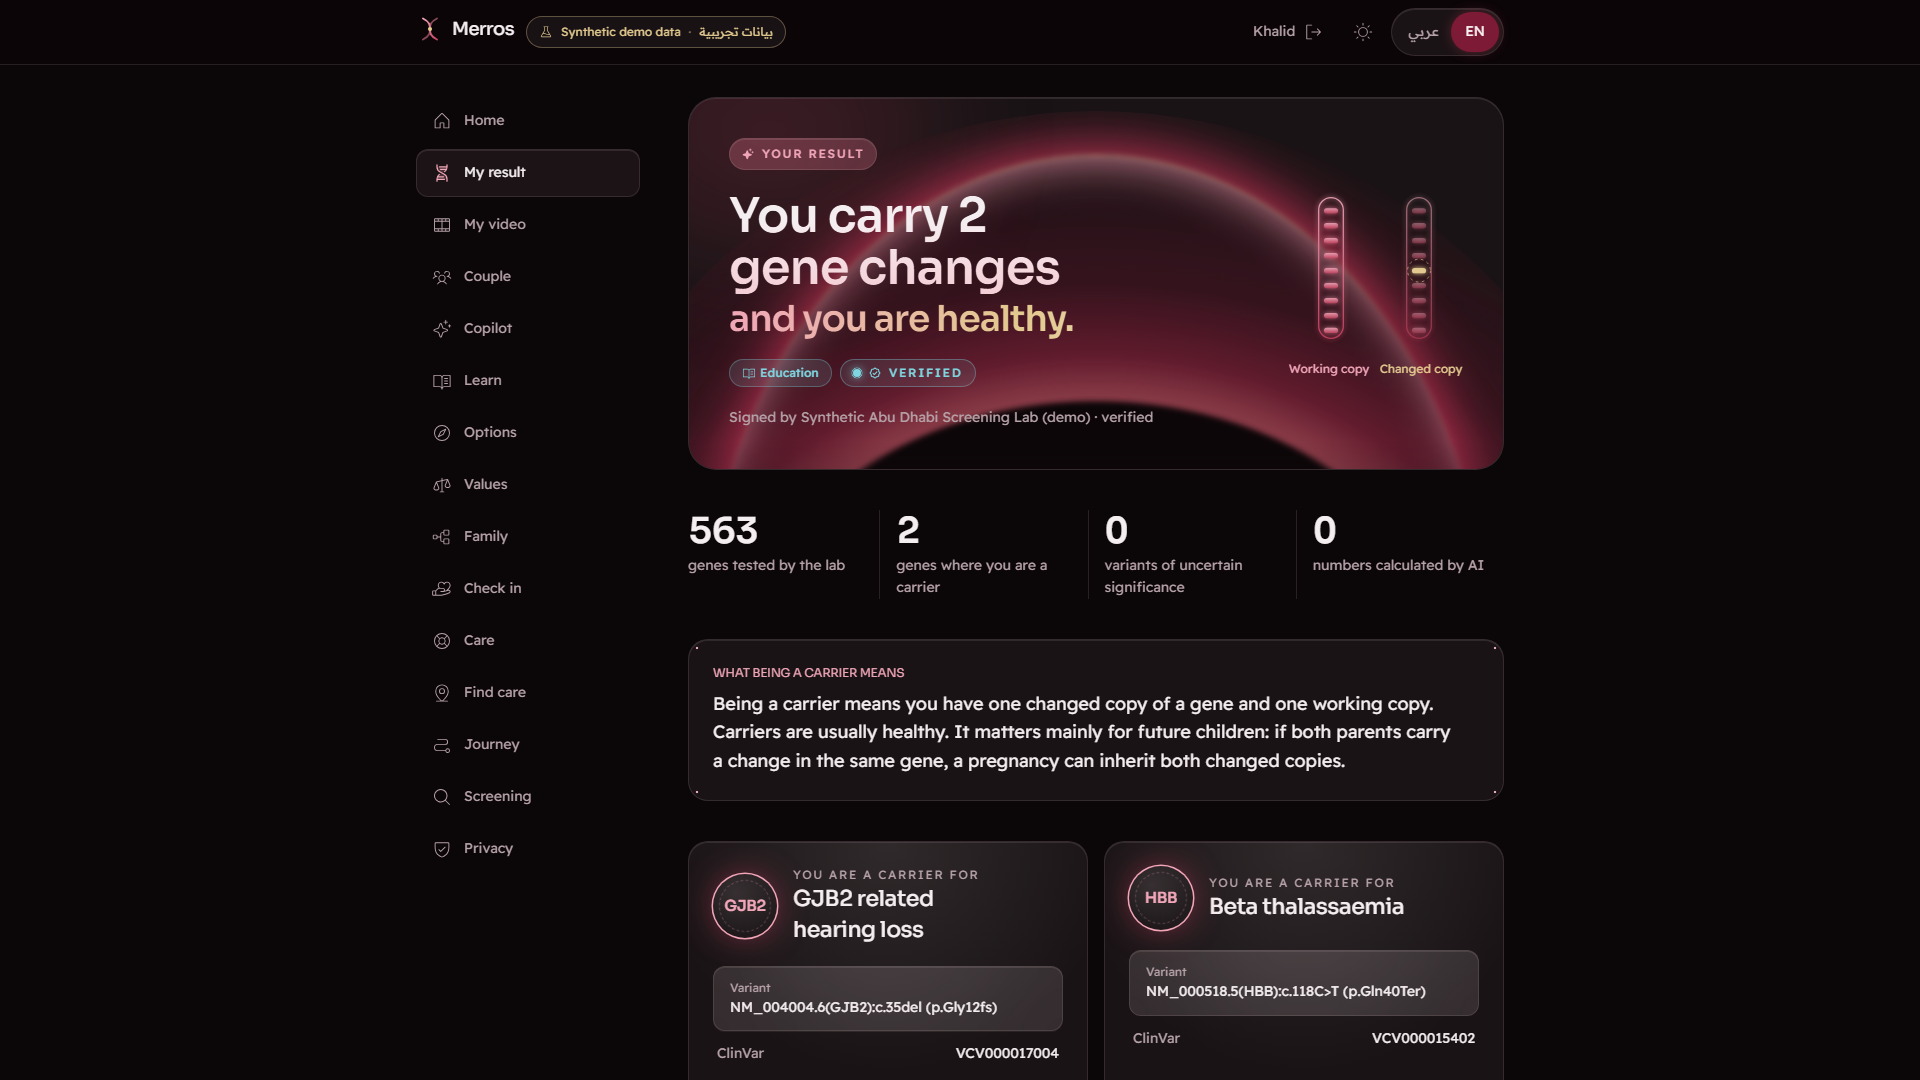 Merros
Synthetic demo data · بيانات تجريبية
Khalid
عربي
EN
Home
My result
My video
Couple
Copilot
Learn
Options
Values
Family
Check in
Care
Find care
Journey
Screening
Privacy
YOUR RESULT
You carry 2
gene changes
and you are healthy.
Education
VERIFIED
Signed by Synthetic Abu Dhabi Screening Lab (demo) · verified
Working copy
Changed copy
563
genes tested by the lab
2
genes where you are a
carrier
0
variants of uncertain
significance
0
numbers calculated by AI
WHAT BEING A CARRIER MEANS
Being a carrier means you have one changed copy of a gene and one working copy.
Carriers are usually healthy. It matters mainly for future children: if both parents carry
a change in the same gene, a pregnancy can inherit both changed copies.
GJB2
YOU ARE A CARRIER FOR
GJB2 related
hearing loss
Variant
NM_004004.6(GJB2):c.35del (p.Gly12fs)
ClinVar
VCV000017004
HBB
YOU ARE A CARRIER FOR
Beta thalassaemia
Variant
NM_000518.5(HBB):c.118C>T (p.Gln40Ter)
ClinVar
VCV000015402